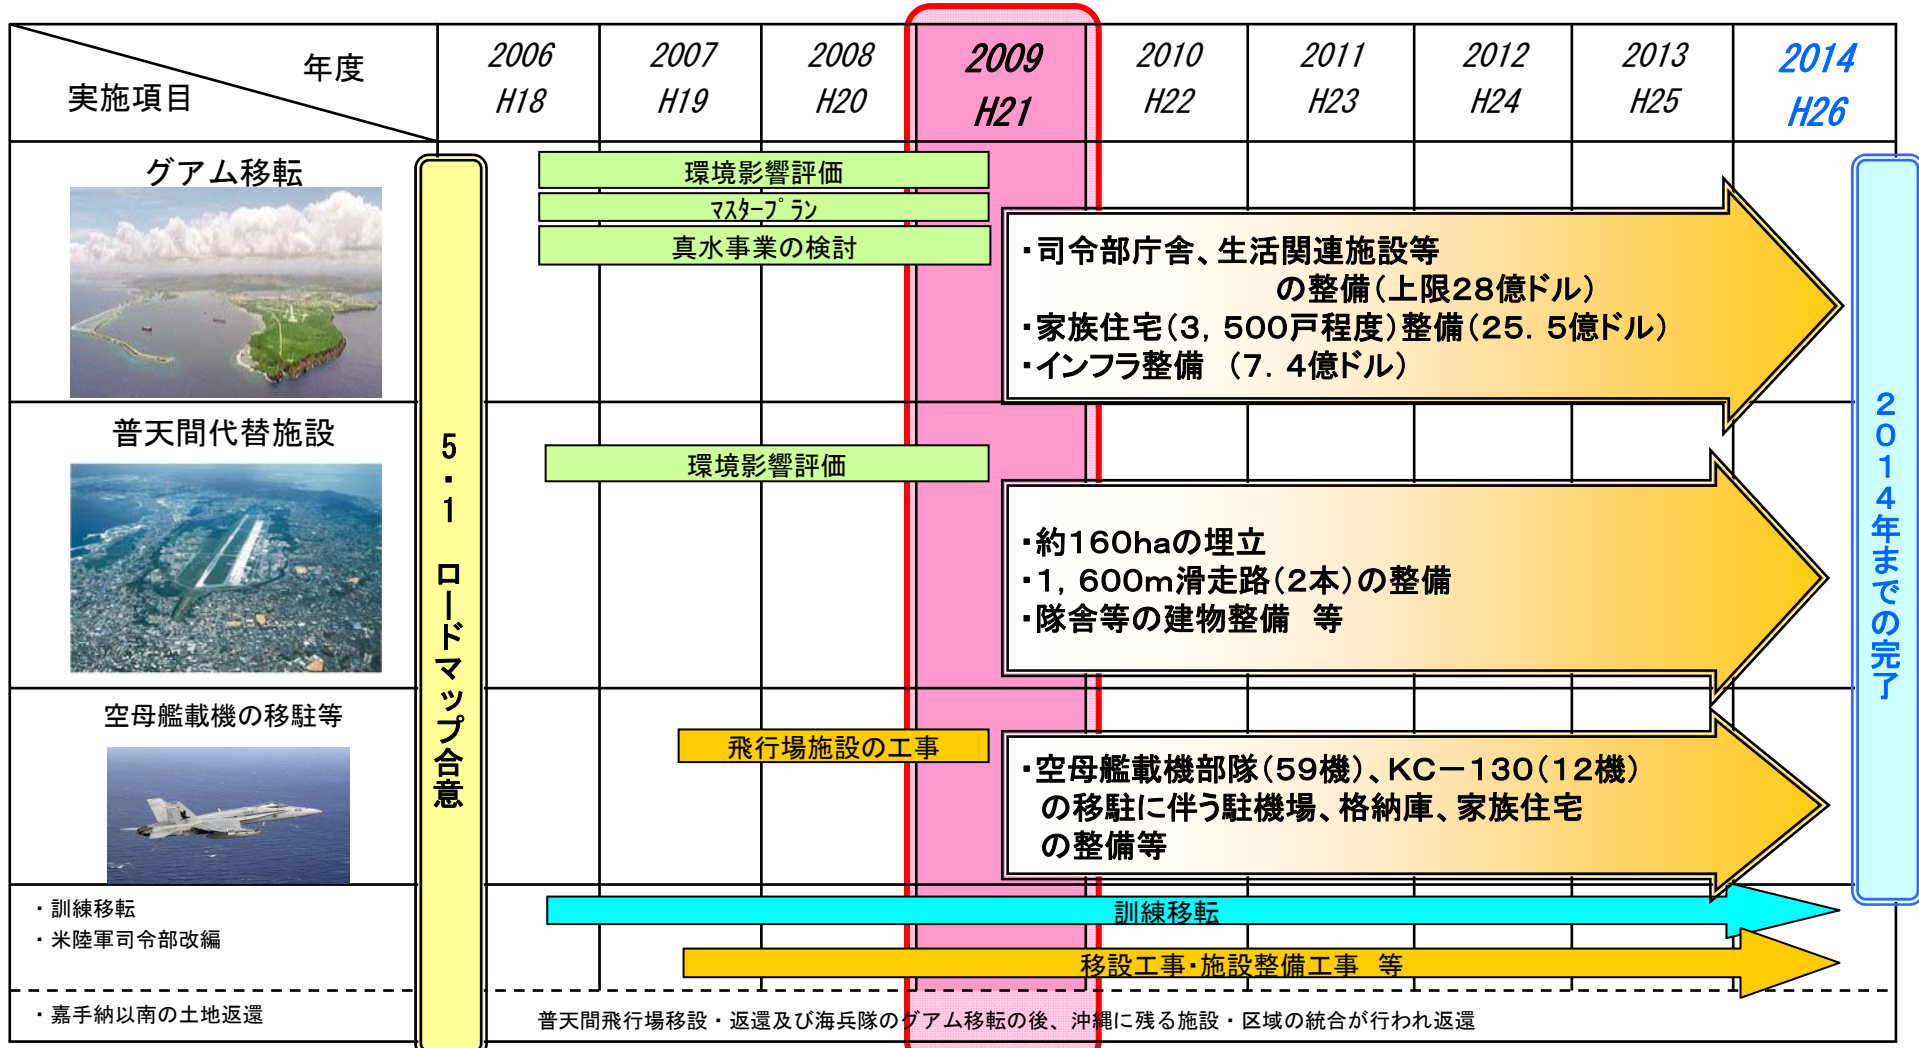 年度
実施項目
2006
H18
2007
H19
2008
H20
2009
H21
2010
H22
2011
H23
2012
H24
2013
H25
2014
H26
5・1 ロードマップ合意
グアム移転
環境影響評価
マスタープラン
真水事業の検討
・司令部庁舎、生活関連施設等
の整備(上限28億ドル)
・家族住宅(3,500戸程度)整備(25.5億ドル)
・インフラ整備 (7.4億ドル)
普天間代替施設
環境影響評価
・約160haの埋立
・1,600m滑走路(2本)の整備
・隊舎等の建物整備 等
空母艦載機の移駐等
飛行場施設の工事
・空母艦載機部隊(59機)、KC-130(12機)
の移駐に伴う駐機場、格納庫、家族住宅
の整備等
・訓練移転
・米陸軍司令部改編
訓練移転
移設工事・施設整備工事 等
・嘉手納以南の土地返還
普天間飛行場移設・返還及び海兵隊のグアム移転の後、沖縄に残る施設・区域の統合が行われ返還
2014年までの完了